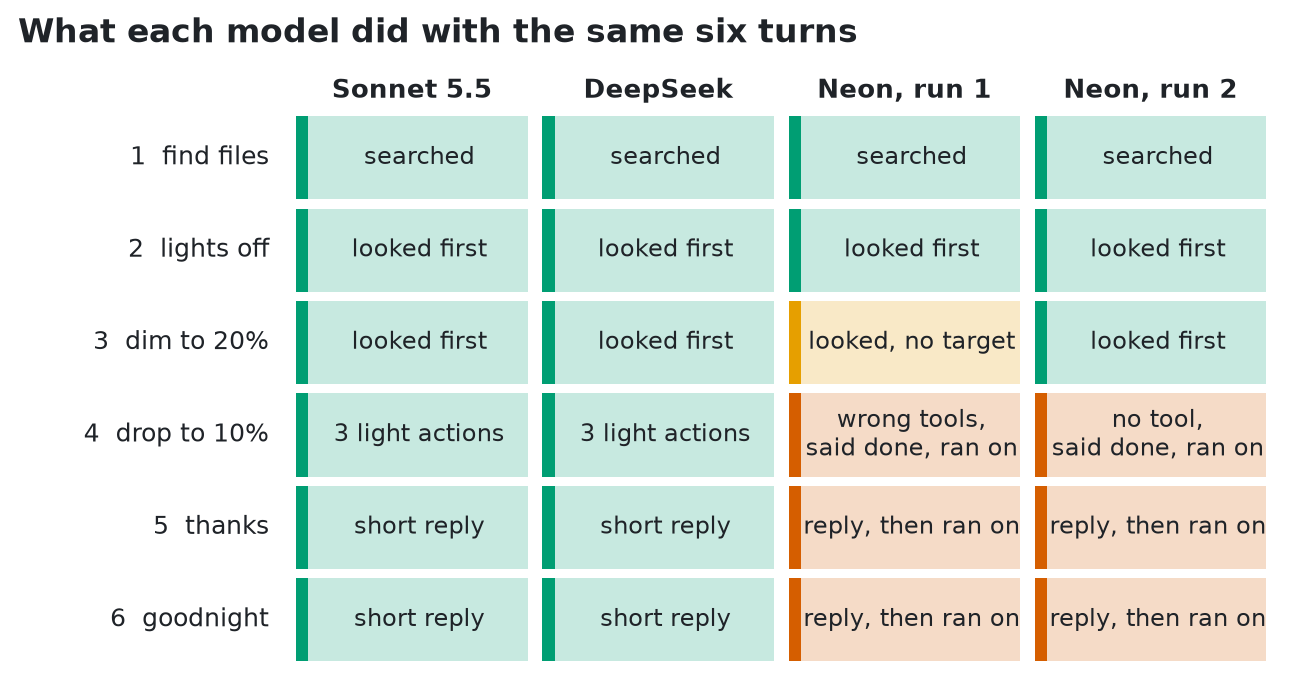 What each model did with the same six turns
Sonnet 5.5 DeepSeek Neon, run 1 Neon, run 2
1 find files searched searched searched searched
2 lights off looked first looked first looked first looked first
3 dim to 20% looked first looked first looked, no target looked first
4 drop to 10% 3 light actions 3 light actions wrong tools, said done, ran on no tool, said done, ran on
5 thanks short reply short reply reply, then ran on reply, then ran on
6 goodnight short reply short reply reply, then ran on reply, then ran on